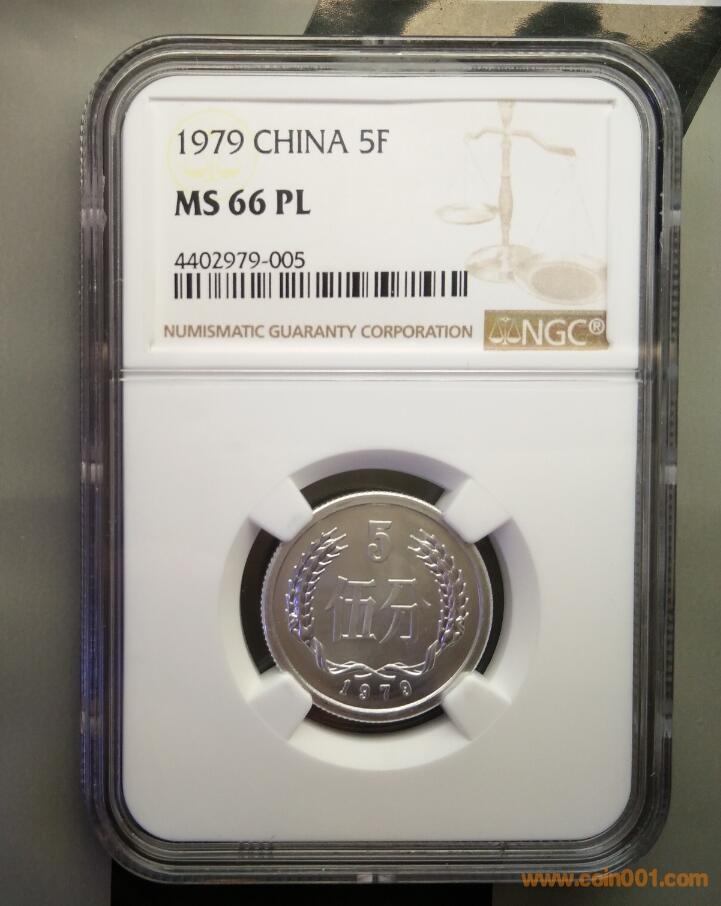 1979 CHINA 5F
MS 66 PL
4402979-005
NUMISMATIC GUARANTY CORPORATION
NGC®
5
伍分
1979
www.coin001.com